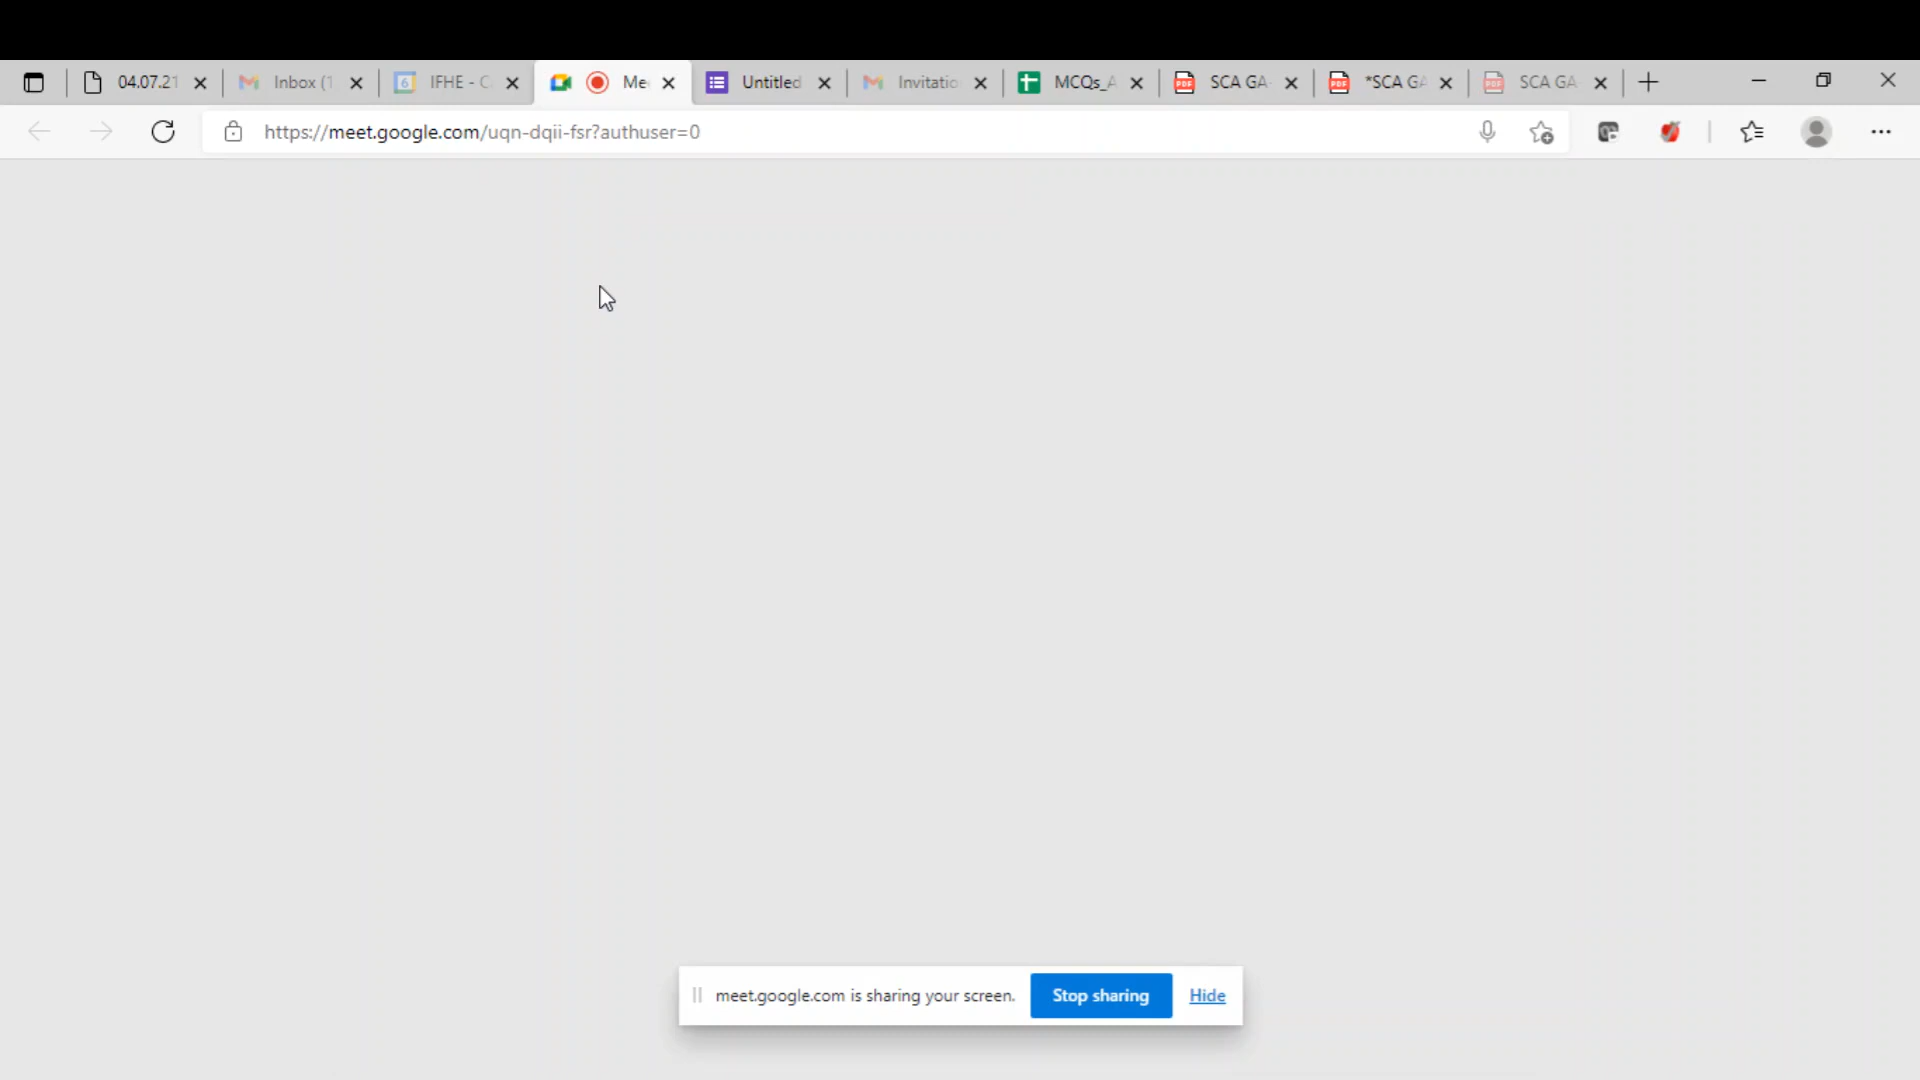 04.07.21
Inbox (1
IFHE - C
Me
Untitled
Invitatio
MCQs_A
SCA GA-
*SCA GA
SCA GA-
https://meet.google.com/uqn-dqii-fsr?authuser=0
meet.google.com is sharing your screen.
Stop sharing
Hide